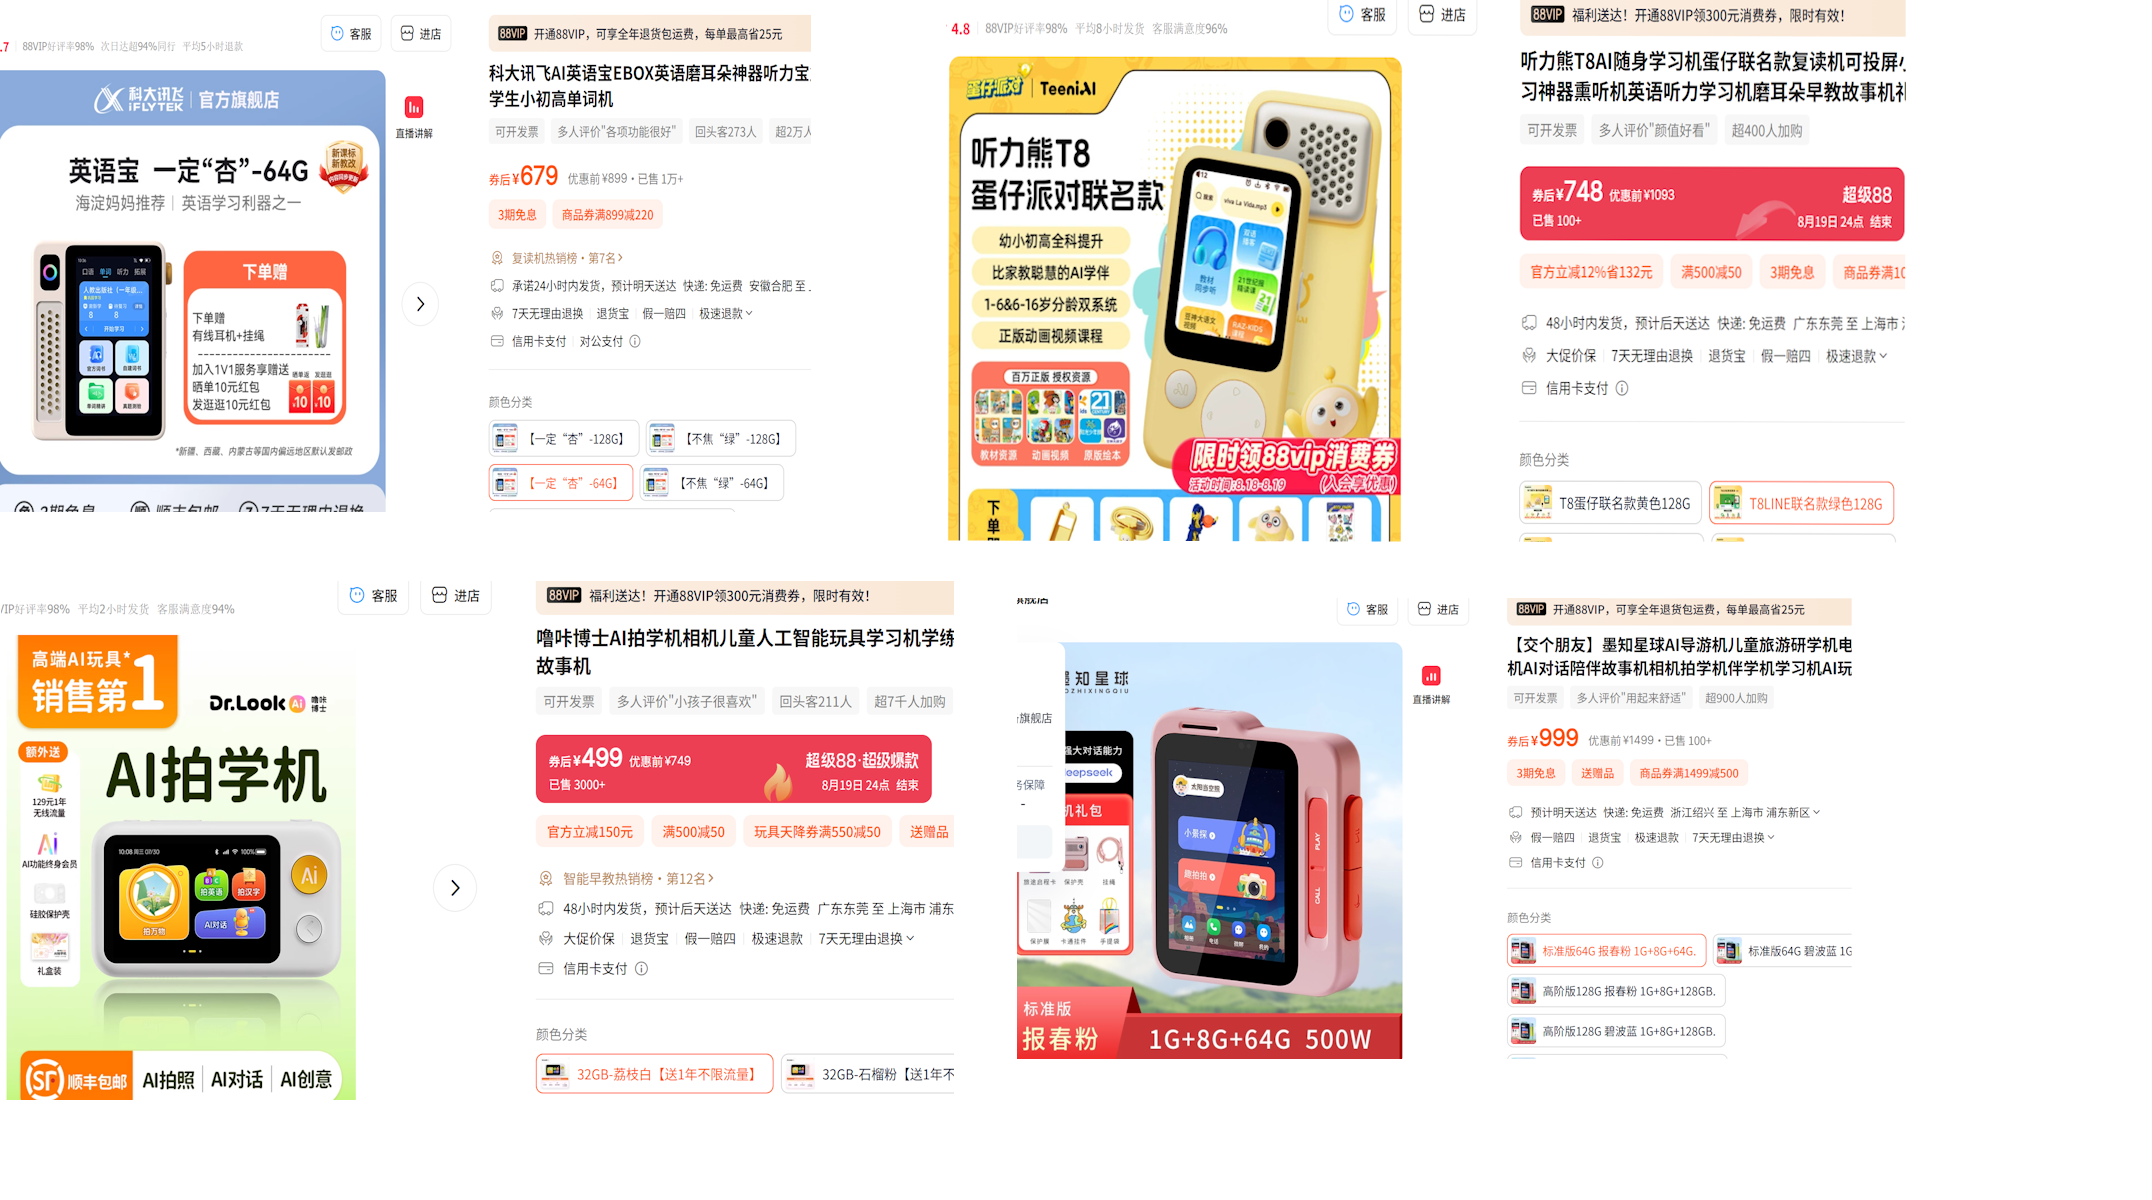 .7 88VIP好评率98% 次日达超94%同行 平均5小时退款
客服
进店
科大讯飞
iFLYTEK
官方旗舰店
英语宝 一定“杏”-64G
海淀妈妈推荐 | 英语学习利器之一
新课标
新教改
下单赠
下单赠
有线耳机+挂绳
加入1V1服务享赠送
晒单10元红包
发逛逛10元红包
*新疆、西藏、内蒙古等国内偏远地区默认发邮政
直播讲解
88VIP 开通88VIP，可享全年退货包运费，每单最高省25元
科大讯飞AI英语宝EBOX英语磨耳朵神器听力宝
学生小初高单词机
可开发票 多人评价"各项功能很好" 回头客273人 超2万人
券后¥679 优惠前¥899 · 已售 1万+
3期免息 商品券满899减220
复读机热销榜 · 第7名
承诺24小时内发货，预计明天送达 快递: 免运费 安徽合肥 至
7天无理由退换 退货宝 假一赔四 极速退款
信用卡支付 对公支付
颜色分类
【一定“杏”-128G】 【不焦“绿”-128G】
【一定“杏”-64G】 【不焦“绿”-64G】
4.8 88VIP好评率98% 平均8小时发货 客服满意度96%
客服
进店
蛋仔派对 | TeeniAI
听力熊T8
蛋仔派对联名款
幼小初高全科提升
比家教聪慧的AI学伴
1-6&6-16岁分龄双系统
正版动画视频课程
百万正版 授权资源
教材资源 动画视频 原版绘本
限时领88vip消费券
活动时间:8.18-8.19 (入会享优惠)
下
单
88VIP 福利送达！开通88VIP领300元消费券，限时有效！
听力熊T8AI随身学习机蛋仔联名款复读机可投屏
习神器熏听机英语听力学习机磨耳朵早教故事机
可开发票 多人评价"颜值好看" 超400人加购
券后¥748 优惠前¥1093 超级88
已售 100+ 8月19日 24点 结束
官方立减12%省132元 满500减50 3期免息 商品券满10
48小时内发货，预计后天送达 快递: 免运费 广东东莞 至 上海市
大促价保 7天无理由退换 退货宝 假一赔四 极速退款
信用卡支付
颜色分类
T8蛋仔联名款黄色128G T8LINE联名款绿色128G
/IP好评率98% 平均2小时发货 客服满意度94%
客服
进店
高端AI玩具*
销售第1
Dr.Look Ai 噜咔
博士
额外送
AI拍学机
129元1年
无线流量
AI功能终身会员
硅胶保护壳
礼盒装
10:08 周三 07/30 100%
拍万物 拍英语 拍汉字
AI对话
Ai
SF 顺丰包邮 AI拍照 | AI对话 | AI创意
88VIP 福利送达！开通88VIP领300元消费券，限时有效！
噜咔博士AI拍学机相机儿童人工智能玩具学习机学练
故事机
可开发票 多人评价"小孩子很喜欢" 回头客211人 超7千人加购
券后¥499 优惠前¥749 超级88·超级爆款
已售 3000+ 8月19日 24点 结束
官方立减150元 满500减50 玩具天降券满550减50 送赠品
智能早教热销榜 · 第12名
48小时内发货，预计后天送达 快递: 免运费 广东东莞 至 上海市 浦东
大促价保 退货宝 假一赔四 极速退款 7天无理由退换
信用卡支付
颜色分类
32GB-荔枝白【送1年不限流量】 32GB-石榴粉【送1年不
客服
进店
知星球
旗舰店
强大对话能力
eepseek
务保障
机礼包
旅途启程卡 保护壳 挂绳
保护膜 卡通挂件 手提袋
小景探
趣拍拍
PLAY
CALL
标准版
报春粉
1G+8G+64G 500W
直播讲解
88VIP 开通88VIP，可享全年退货包运费，每单最高省25元
【交个朋友】墨知星球AI导游机儿童旅游研学机电
机AI对话陪伴故事机相机拍学机伴学机学习机AI玩
可开发票 多人评价"用起来舒适" 超900人加购
券后¥999 优惠前¥1499 · 已售 100+
3期免息 送赠品 商品券满1499减500
预计明天送达 快递: 免运费 浙江绍兴 至 上海市 浦东新区
假一赔四 退货宝 极速退款 7天无理由退换
信用卡支付
颜色分类
标准版64G 报春粉 1G+8G+64G. 标准版64G 碧波蓝 1G
高阶版128G 报春粉 1G+8G+128GB.
高阶版128G 碧波蓝 1G+8G+128GB.